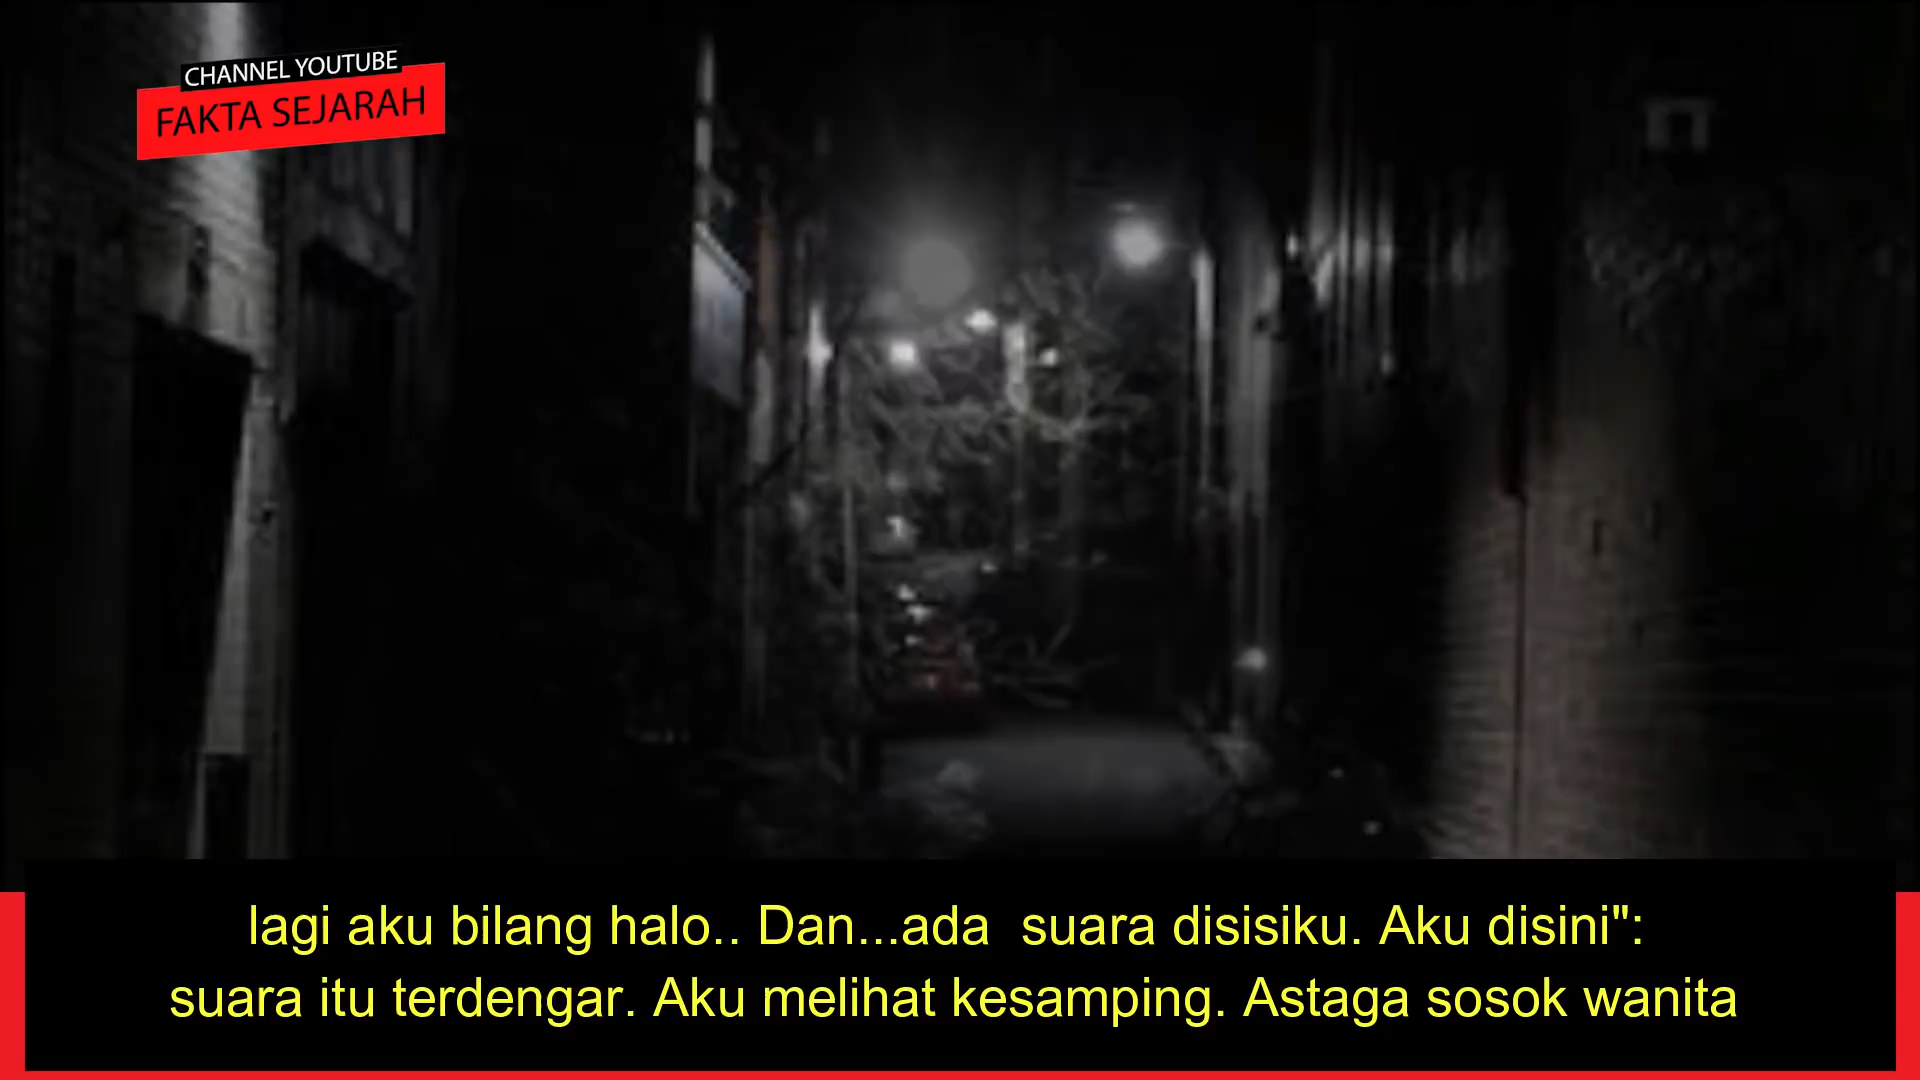 CHANNEL YOUTUBE
FAKTA SEJARAH
lagi aku bilang halo.. Dan...ada  suara disisiku. Aku disini":
suara itu terdengar. Aku melihat kesamping. Astaga sosok wanita